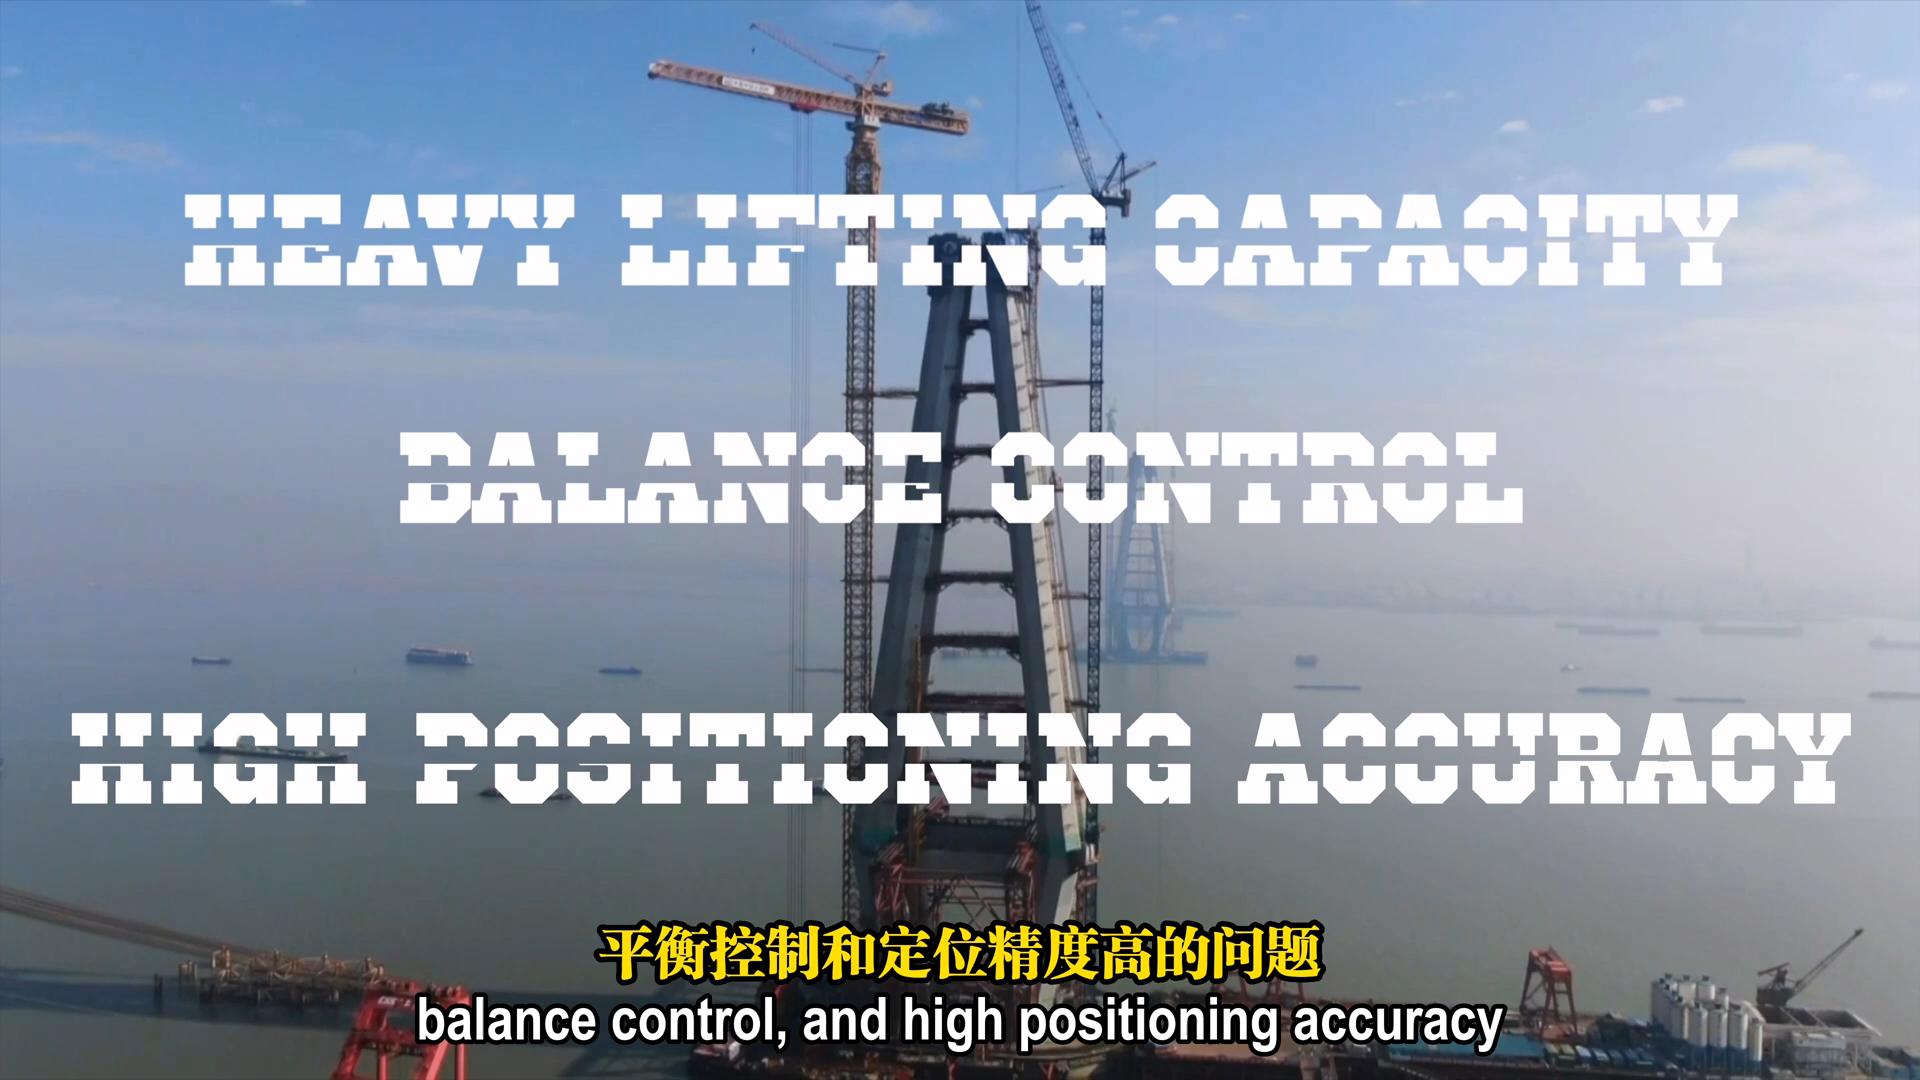 HEAVY LIFTING CAPACITY
BALANCE CONTROL
HIGH POSITIONING ACCURACY
平衡控制和定位精度高的问题
balance control, and high positioning accuracy